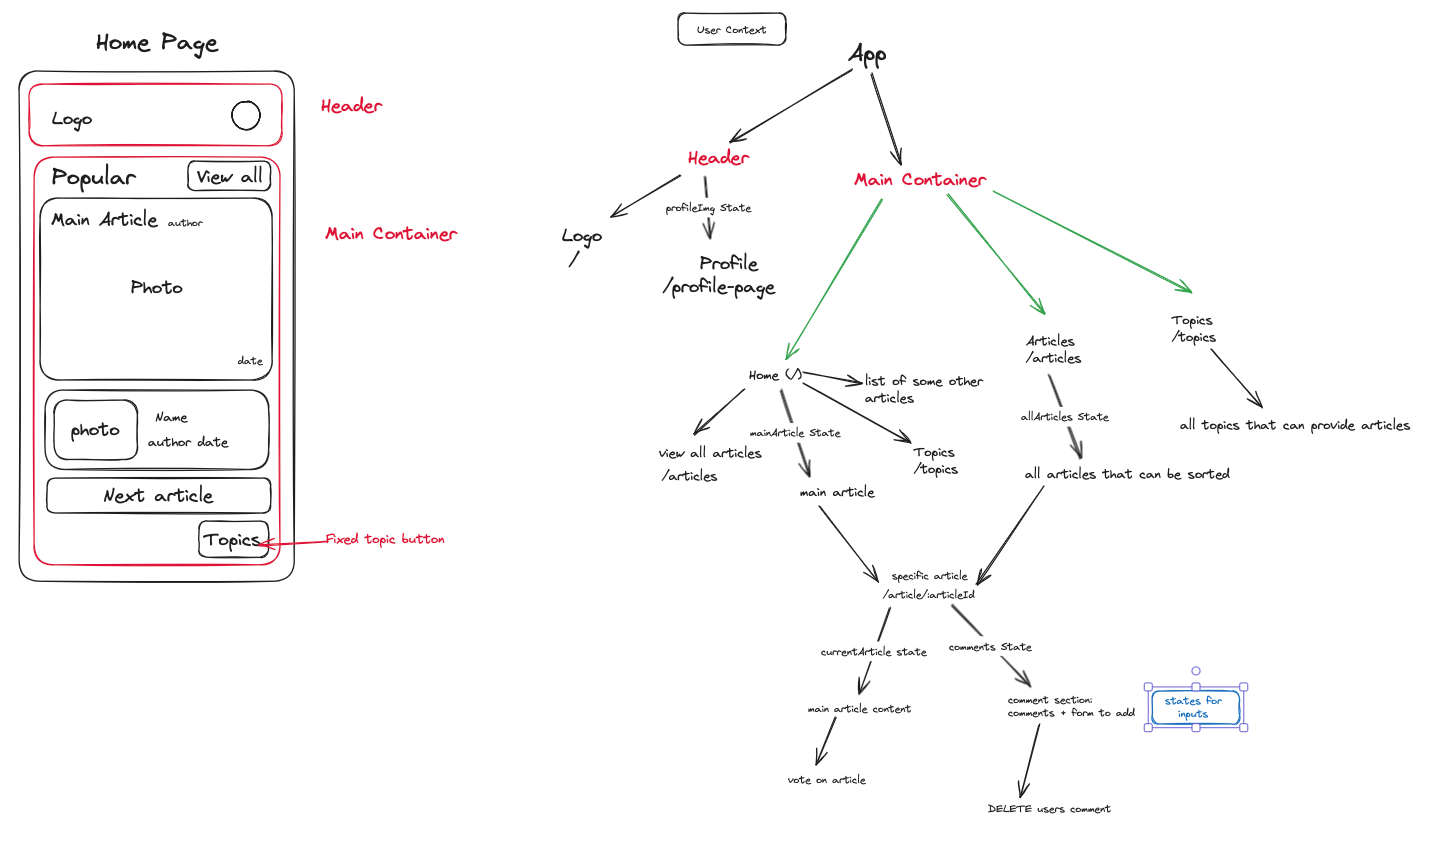 Home Page
Logo
Header
Popular
View all
Main Article author
Photo
date
Main Container
photo
Name
author date
Next article
Topics
Fixed topic button
User Context
App
Header
Main Container
profileImg State
Logo
/
Profile
/profile-page
Home
list of some other
articles
view all articles
/articles
mainArticle State
main article
Topics
/topics
Articles
/articles
allArticles State
all articles that can be sorted
Topics
/topics
all topics that can provide articles
specific article
/article/:articleId
currentArticle state
comments State
main article content
comment section:
comments + form to add
states for
inputs
vote on article
DELETE users comment